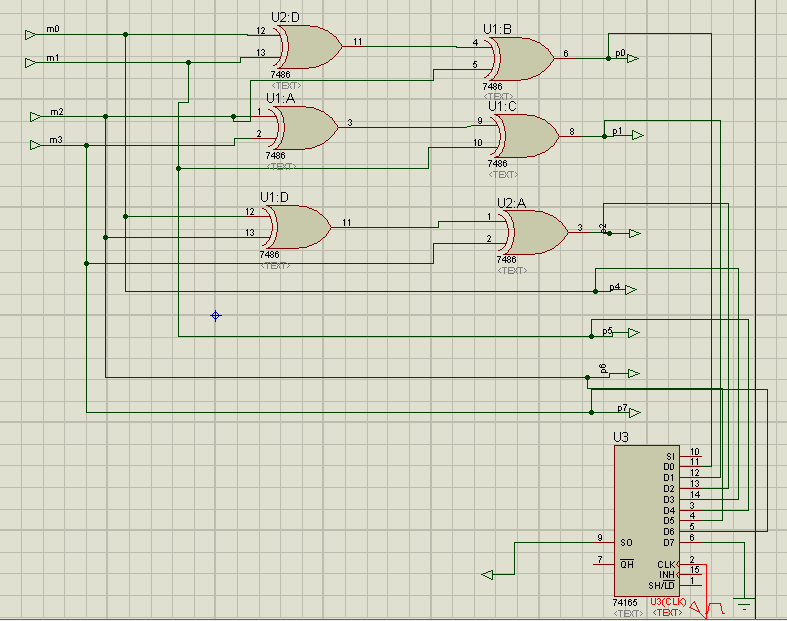 U2:D
m0
12
11
13
m1
7486
<TEXT>
U1:B
4
6
5
p0
7486
<TEXT>
U1:A
m2
1
3
m3
2
7486
<TEXT>
U1:C
9
8
10
p1
7486
<TEXT>
U1:D
12
11
13
7486
<TEXT>
U2:A
1
3
2
p2
7486
<TEXT>
p4
p5
p6
p7
U3
SI 10
D0 11
D1 12
D2 13
D3 14
D4 3
D5 4
D6 5
9 SO D7 6
7 QH CLK 2
INH 15
SH/LD 1
74165 U3(CLK)
<TEXT> <TEXT>